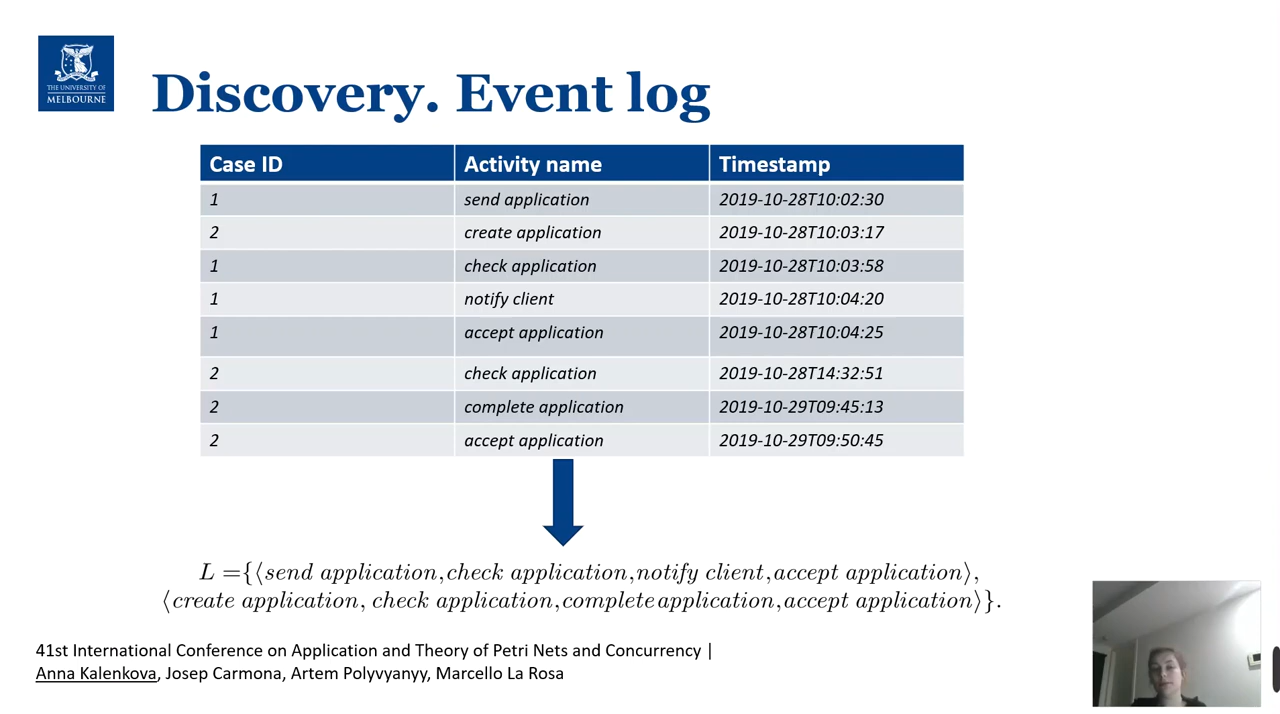 THE UNIVERSITY OF
MELBOURNE
Discovery. Event log
Case ID Activity name Timestamp
1 send application 2019-10-28T10:02:30
2 create application 2019-10-28T10:03:17
1 check application 2019-10-28T10:03:58
1 notify client 2019-10-28T10:04:20
1 accept application 2019-10-28T10:04:25
2 check application 2019-10-28T14:32:51
2 complete application 2019-10-29T09:45:13
2 accept application 2019-10-29T09:50:45
L ={⟨send application,check application,notify client,accept application⟩,
⟨create application, check application,complete application,accept application⟩}.
41st International Conference on Application and Theory of Petri Nets and Concurrency |
Anna Kalenkova, Josep Carmona, Artem Polyvyanyy, Marcello La Rosa